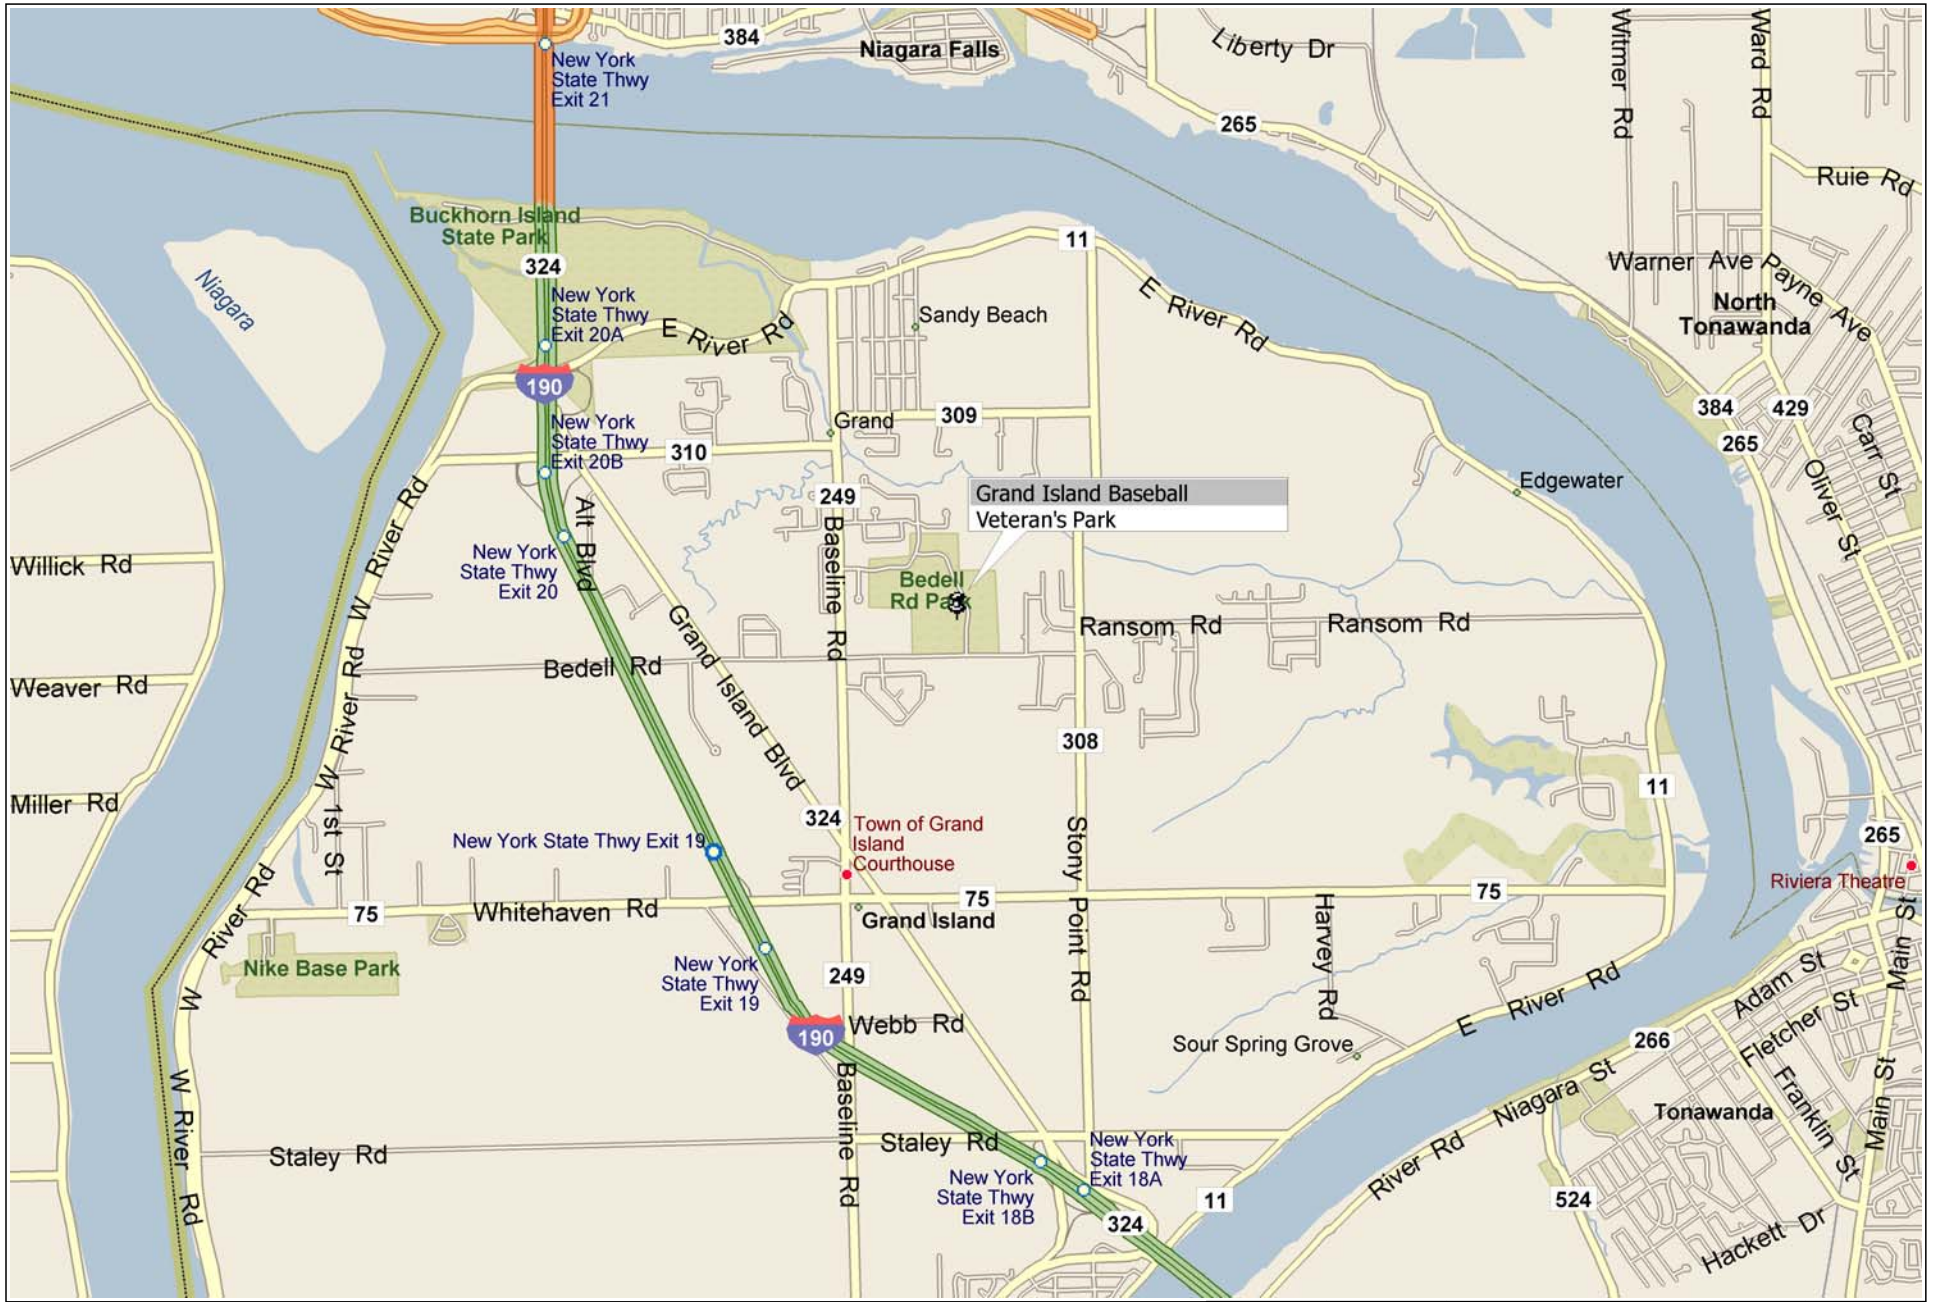 384
Niagara Falls
Liberty Dr
Witmer Rd
Ward Rd
New York
State Thwy
Exit 21
265
Ruie Rd
Buckhorn Island
State Park
324
11
Warner Ave
Payne Ave
Niagara
New York
State Thwy
Exit 20A
E River Rd
Sandy Beach
E River Rd
North
Tonawanda
190
384
429
265
Carr St
Oliver St
New York
State Thwy
Exit 20B
310
Grand
309
249
Grand Island Baseball
Veteran's Park
Edgewater
W River Rd
Alt Blvd
Baseline Rd
New York
State Thwy
Exit 20
Willick Rd
Bedell
Rd Park
Grand Island Blvd
Ransom Rd
Ransom Rd
Bedell Rd
Weaver Rd
W River Rd
308
11
Miller Rd
1st St
324
Town of Grand
Island
Courthouse
Stony Point Rd
New York State Thwy Exit 19
265
Riviera Theatre
75
Whitehaven Rd
75
75
Grand Island
Harvey Rd
Main St
W River Rd
Nike Base Park
New York
State Thwy
Exit 19
249
E River Rd
Adam St
Fletcher St
190
Webb Rd
Sour Spring Grove
266
Niagara St
Franklin St
Main St
Tonawanda
W River Rd
Baseline Rd
Staley Rd
Staley Rd
New York
State Thwy
Exit 18A
New York
State Thwy
Exit 18B
River Rd
11
324
524
Hackett Dr